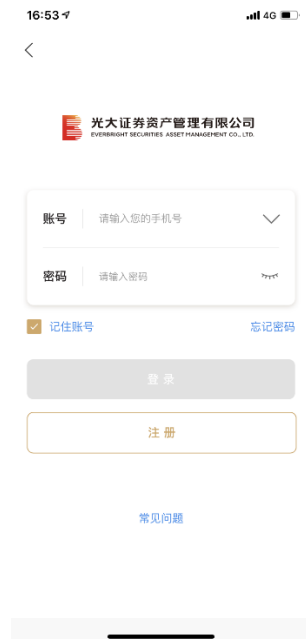 16:53
4G
光大证券资产管理有限公司
EVERBRIGHT SECURITIES ASSET MANAGEMENT CO., LTD.
账号 请输入您的手机号
密码 请输入密码
记住账号 忘记密码
登录
注册
常见问题